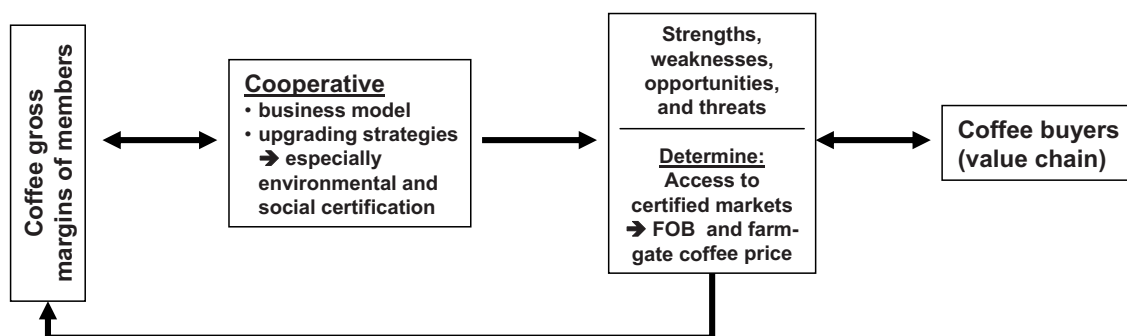 Coffee gross
margins of members
Cooperative
• business model
• upgrading strategies
➔ especially
environmental and
social certification
Strengths,
weaknesses,
opportunities,
and threats
Determine:
Access to
certified markets
➔ FOB and farm-
gate coffee price
Coffee buyers
(value chain)